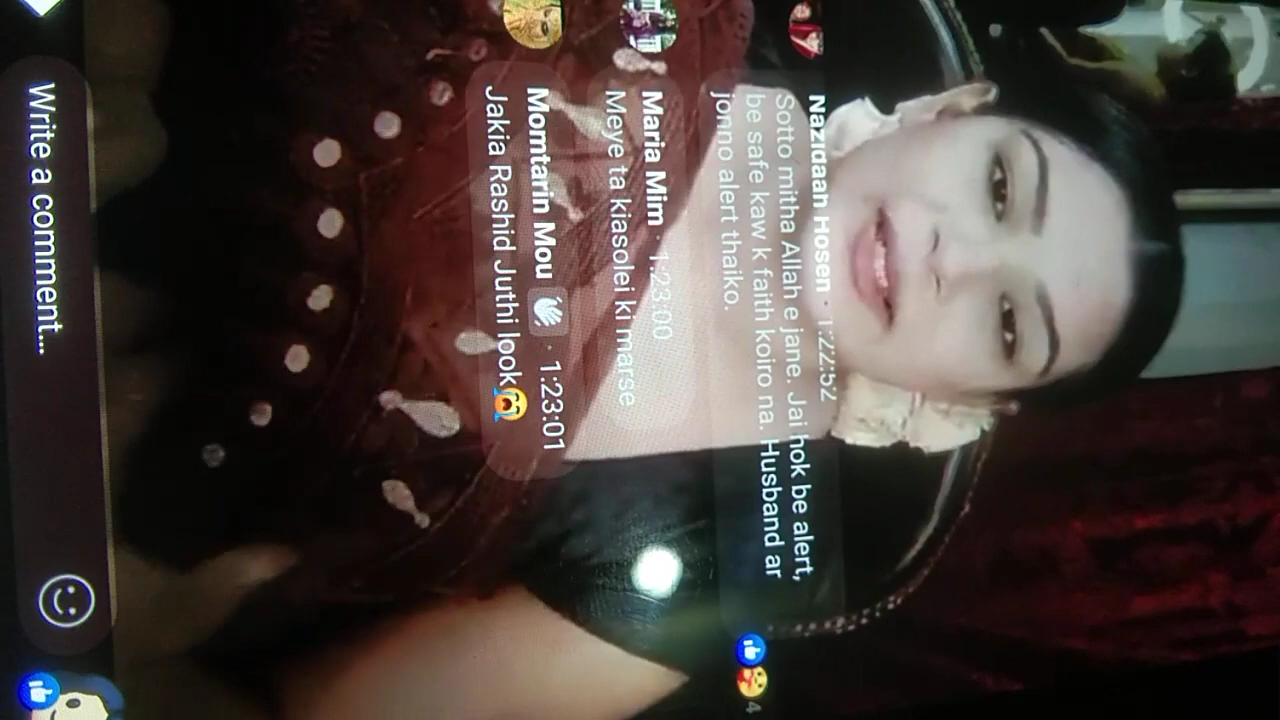 Nazidaah Hosen · 1:22:52
Sotto mitha Allah e jane. Jai hok be alert,
be safe kaw k faith koiro na. Husband ar
jonno alert thaiko.
4
Maria Mim · 1:23:00
Meye ta kiasolei ki marse
Momtarin Mou 👋 · 1:23:01
Jakia Rashid Juthi look😭
Write a comment...